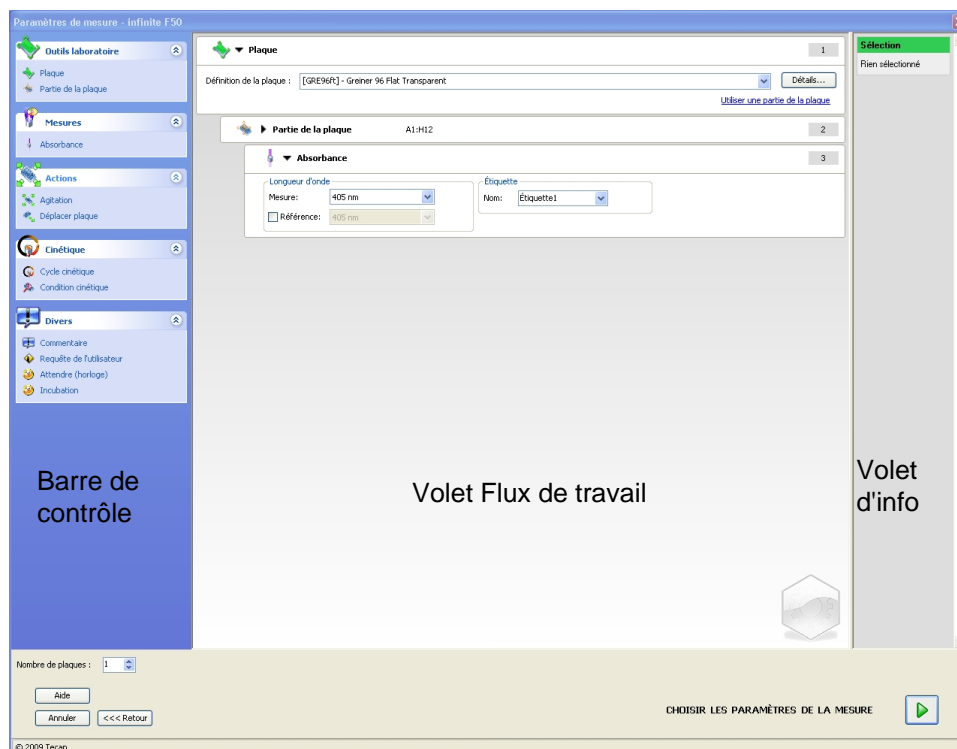 Paramètres de mesure - Infinite F50
Outils laboratoire
Plaque
Partie de la plaque
Mesures
Absorbance
Actions
Agitation
Déplacer plaque
Cinétique
Cycle cinétique
Condition cinétique
Divers
Commentaire
Requête de l'utilisateur
Attendre (horloge)
Incubation
Barre de
contrôle
Plaque 1
Définition de la plaque : [GRE96ft] - Greiner 96 Flat Transparent Détails...
Utiliser une partie de la plaque
Partie de la plaque A1:H12 2
Absorbance 3
Longueur d'onde Étiquette
Mesure: 405 nm Nom: Étiquette1
Référence: 405 nm
Volet Flux de travail
Sélection
Rien sélectionné
Volet
d'info
Nombre de plaques : 1
Aide
Annuler <<< Retour
CHOISIR LES PARAMÈTRES DE LA MESURE
© 2009 Tecan